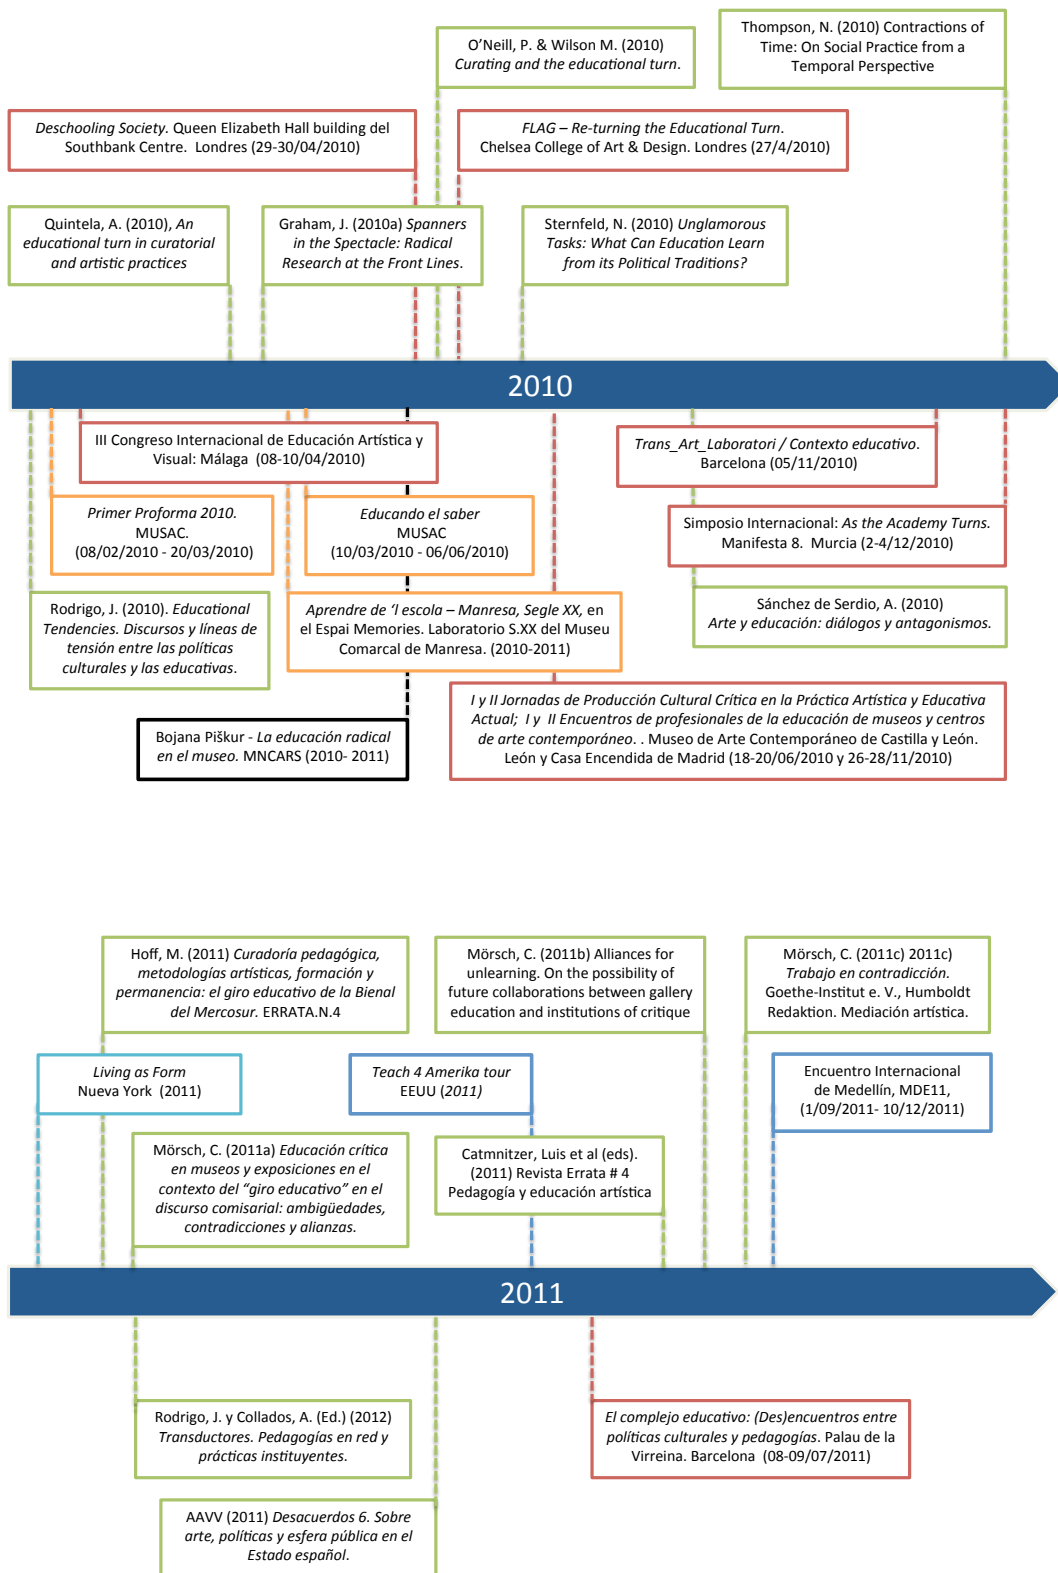 O'Neill, P. & Wilson M. (2010)
Curating and the educational turn.
Thompson, N. (2010) Contractions of
Time: On Social Practice from a
Temporal Perspective
Deschooling Society. Queen Elizabeth Hall building del
Southbank Centre. Londres (29-30/04/2010)
FLAG – Re-turning the Educational Turn.
Chelsea College of Art & Design. Londres (27/4/2010)
Quintela, A. (2010), An
educational turn in curatorial
and artistic practices
Graham, J. (2010a) Spanners
in the Spectacle: Radical
Research at the Front Lines.
Sternfeld, N. (2010) Unglamorous
Tasks: What Can Education Learn
from its Political Traditions?
2010
III Congreso Internacional de Educación Artística y
Visual: Málaga (08-10/04/2010)
Trans_Art_Laboratori / Contexto educativo.
Barcelona (05/11/2010)
Primer Proforma 2010.
MUSAC.
(08/02/2010 - 20/03/2010)
Educando el saber
MUSAC
(10/03/2010 - 06/06/2010)
Simposio Internacional: As the Academy Turns.
Manifesta 8. Murcia (2-4/12/2010)
Rodrigo, J. (2010). Educational
Tendencies. Discursos y líneas de
tensión entre las políticas
culturales y las educativas.
Aprendre de 'l escola – Manresa, Segle XX, en
el Espai Memories. Laboratorio S.XX del Museu
Comarcal de Manresa. (2010-2011)
Sánchez de Serdio, A. (2010)
Arte y educación: diálogos y antagonismos.
Bojana Piškur - La educación radical
en el museo. MNCARS (2010- 2011)
I y II Jornadas de Producción Cultural Crítica en la Práctica Artística y Educativa
Actual; I y II Encuentros de profesionales de la educación de museos y centros
de arte contemporáneo. . Museo de Arte Contemporáneo de Castilla y León.
León y Casa Encendida de Madrid (18-20/06/2010 y 26-28/11/2010)
Hoff, M. (2011) Curadoría pedagógica,
metodologías artísticas, formación y
permanencia: el giro educativo de la Bienal
del Mercosur. ERRATA.N.4
Mörsch, C. (2011b) Alliances for
unlearning. On the possibility of
future collaborations between gallery
education and institutions of critique
Mörsch, C. (2011c) 2011c)
Trabajo en contradicción.
Goethe-Institut e. V., Humboldt
Redaktion. Mediación artística.
Living as Form
Nueva York (2011)
Teach 4 Amerika tour
EEUU (2011)
Encuentro Internacional
de Medellín, MDE11,
(1/09/2011- 10/12/2011)
Mörsch, C. (2011a) Educación crítica
en museos y exposiciones en el
contexto del "giro educativo" en el
discurso comisarial: ambigüedades,
contradicciones y alianzas.
Catmnitzer, Luis et al (eds).
(2011) Revista Errata # 4
Pedagogía y educación artística
2011
Rodrigo, J. y Collados, A. (Ed.) (2012)
Transductores. Pedagogías en red y
prácticas instituyentes.
El complejo educativo: (Des)encuentros entre
políticas culturales y pedagogías. Palau de la
Virreina. Barcelona (08-09/07/2011)
AAVV (2011) Desacuerdos 6. Sobre
arte, políticas y esfera pública en el
Estado español.